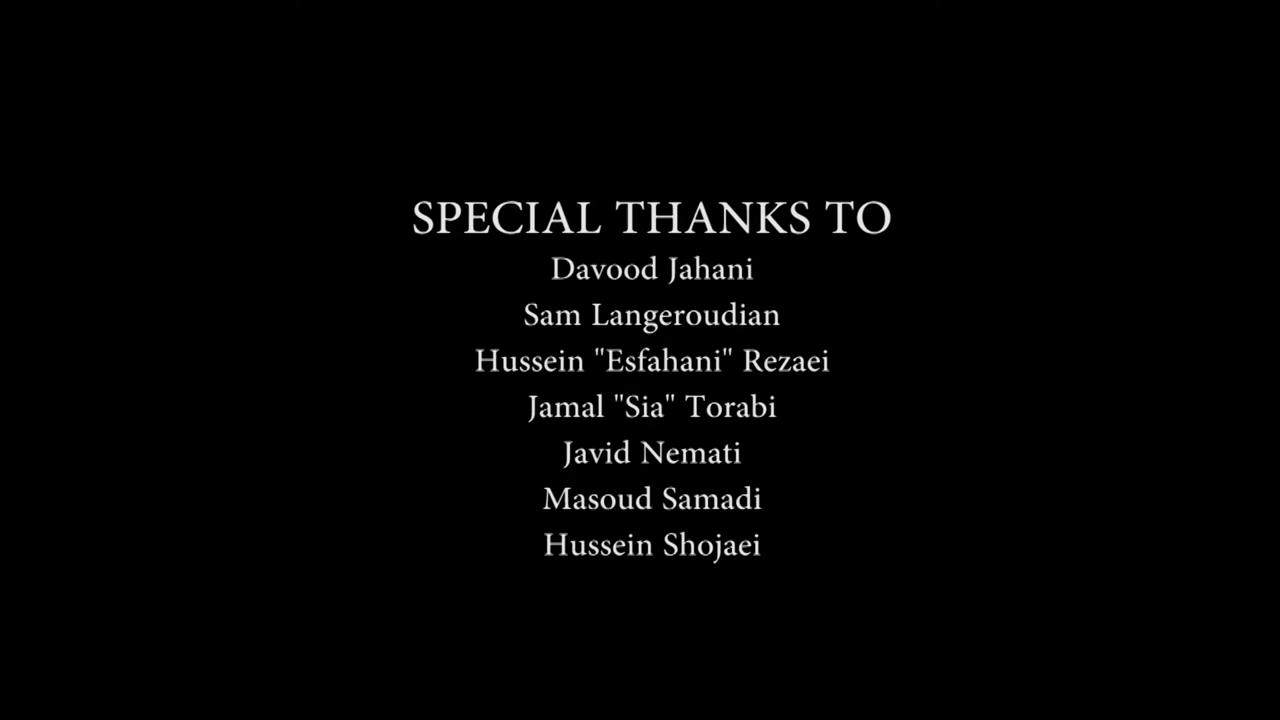 SPECIAL THANKS TO
Davood Jahani
Sam Langeroudian
Hussein "Esfahani" Rezaei
Jamal "Sia" Torabi
Javid Nemati
Masoud Samadi
Hussein Shojaei